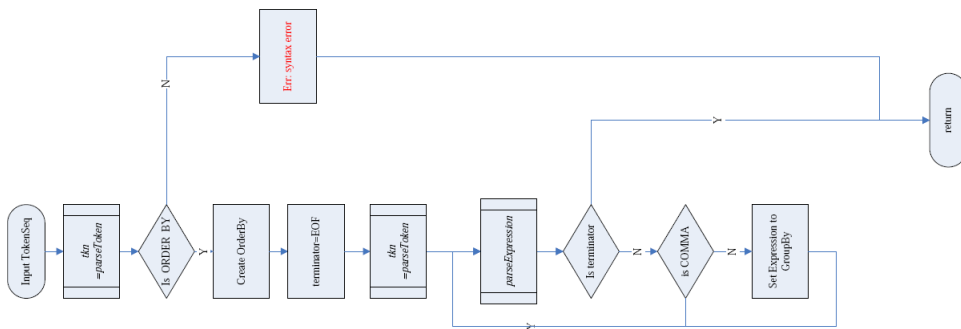 Input TokenSeq
tkn
=parseToken
Is ORDER BY
N
Err: syntax error
Y
Create OrderBy
terminator=EOF
tkn
=parseToken
parseExpression
Is terminator
Y
N
is COMMA
Y
N
Set Expression to
GroupBy
return